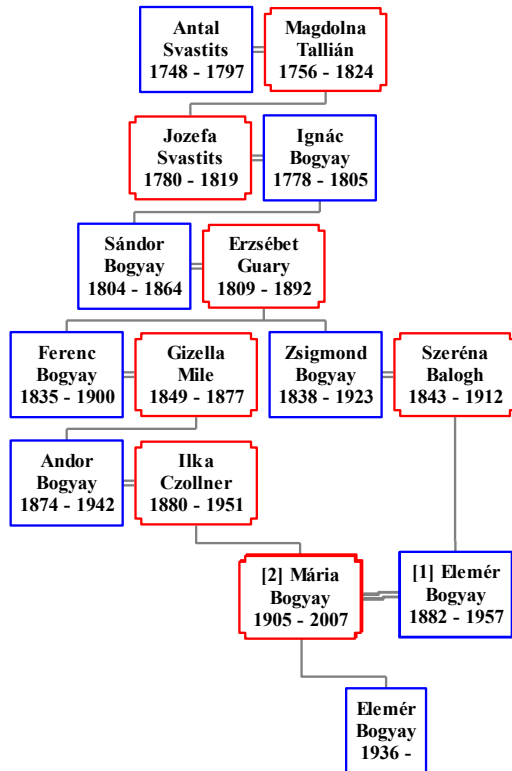 Antal
Svastits
1748 - 1797
Magdolna
Tallián
1756 - 1824
Jozefa
Svastits
1780 - 1819
Ignác
Bogyay
1778 - 1805
Sándor
Bogyay
1804 - 1864
Erzsébet
Guary
1809 - 1892
Ferenc
Bogyay
1835 - 1900
Gizella
Mile
1849 - 1877
Zsigmond
Bogyay
1838 - 1923
Szeréna
Balogh
1843 - 1912
Andor
Bogyay
1874 - 1942
Ilka
Czollner
1880 - 1951
[2] Mária
Bogyay
1905 - 2007
[1] Elemér
Bogyay
1882 - 1957
Elemér
Bogyay
1936 -